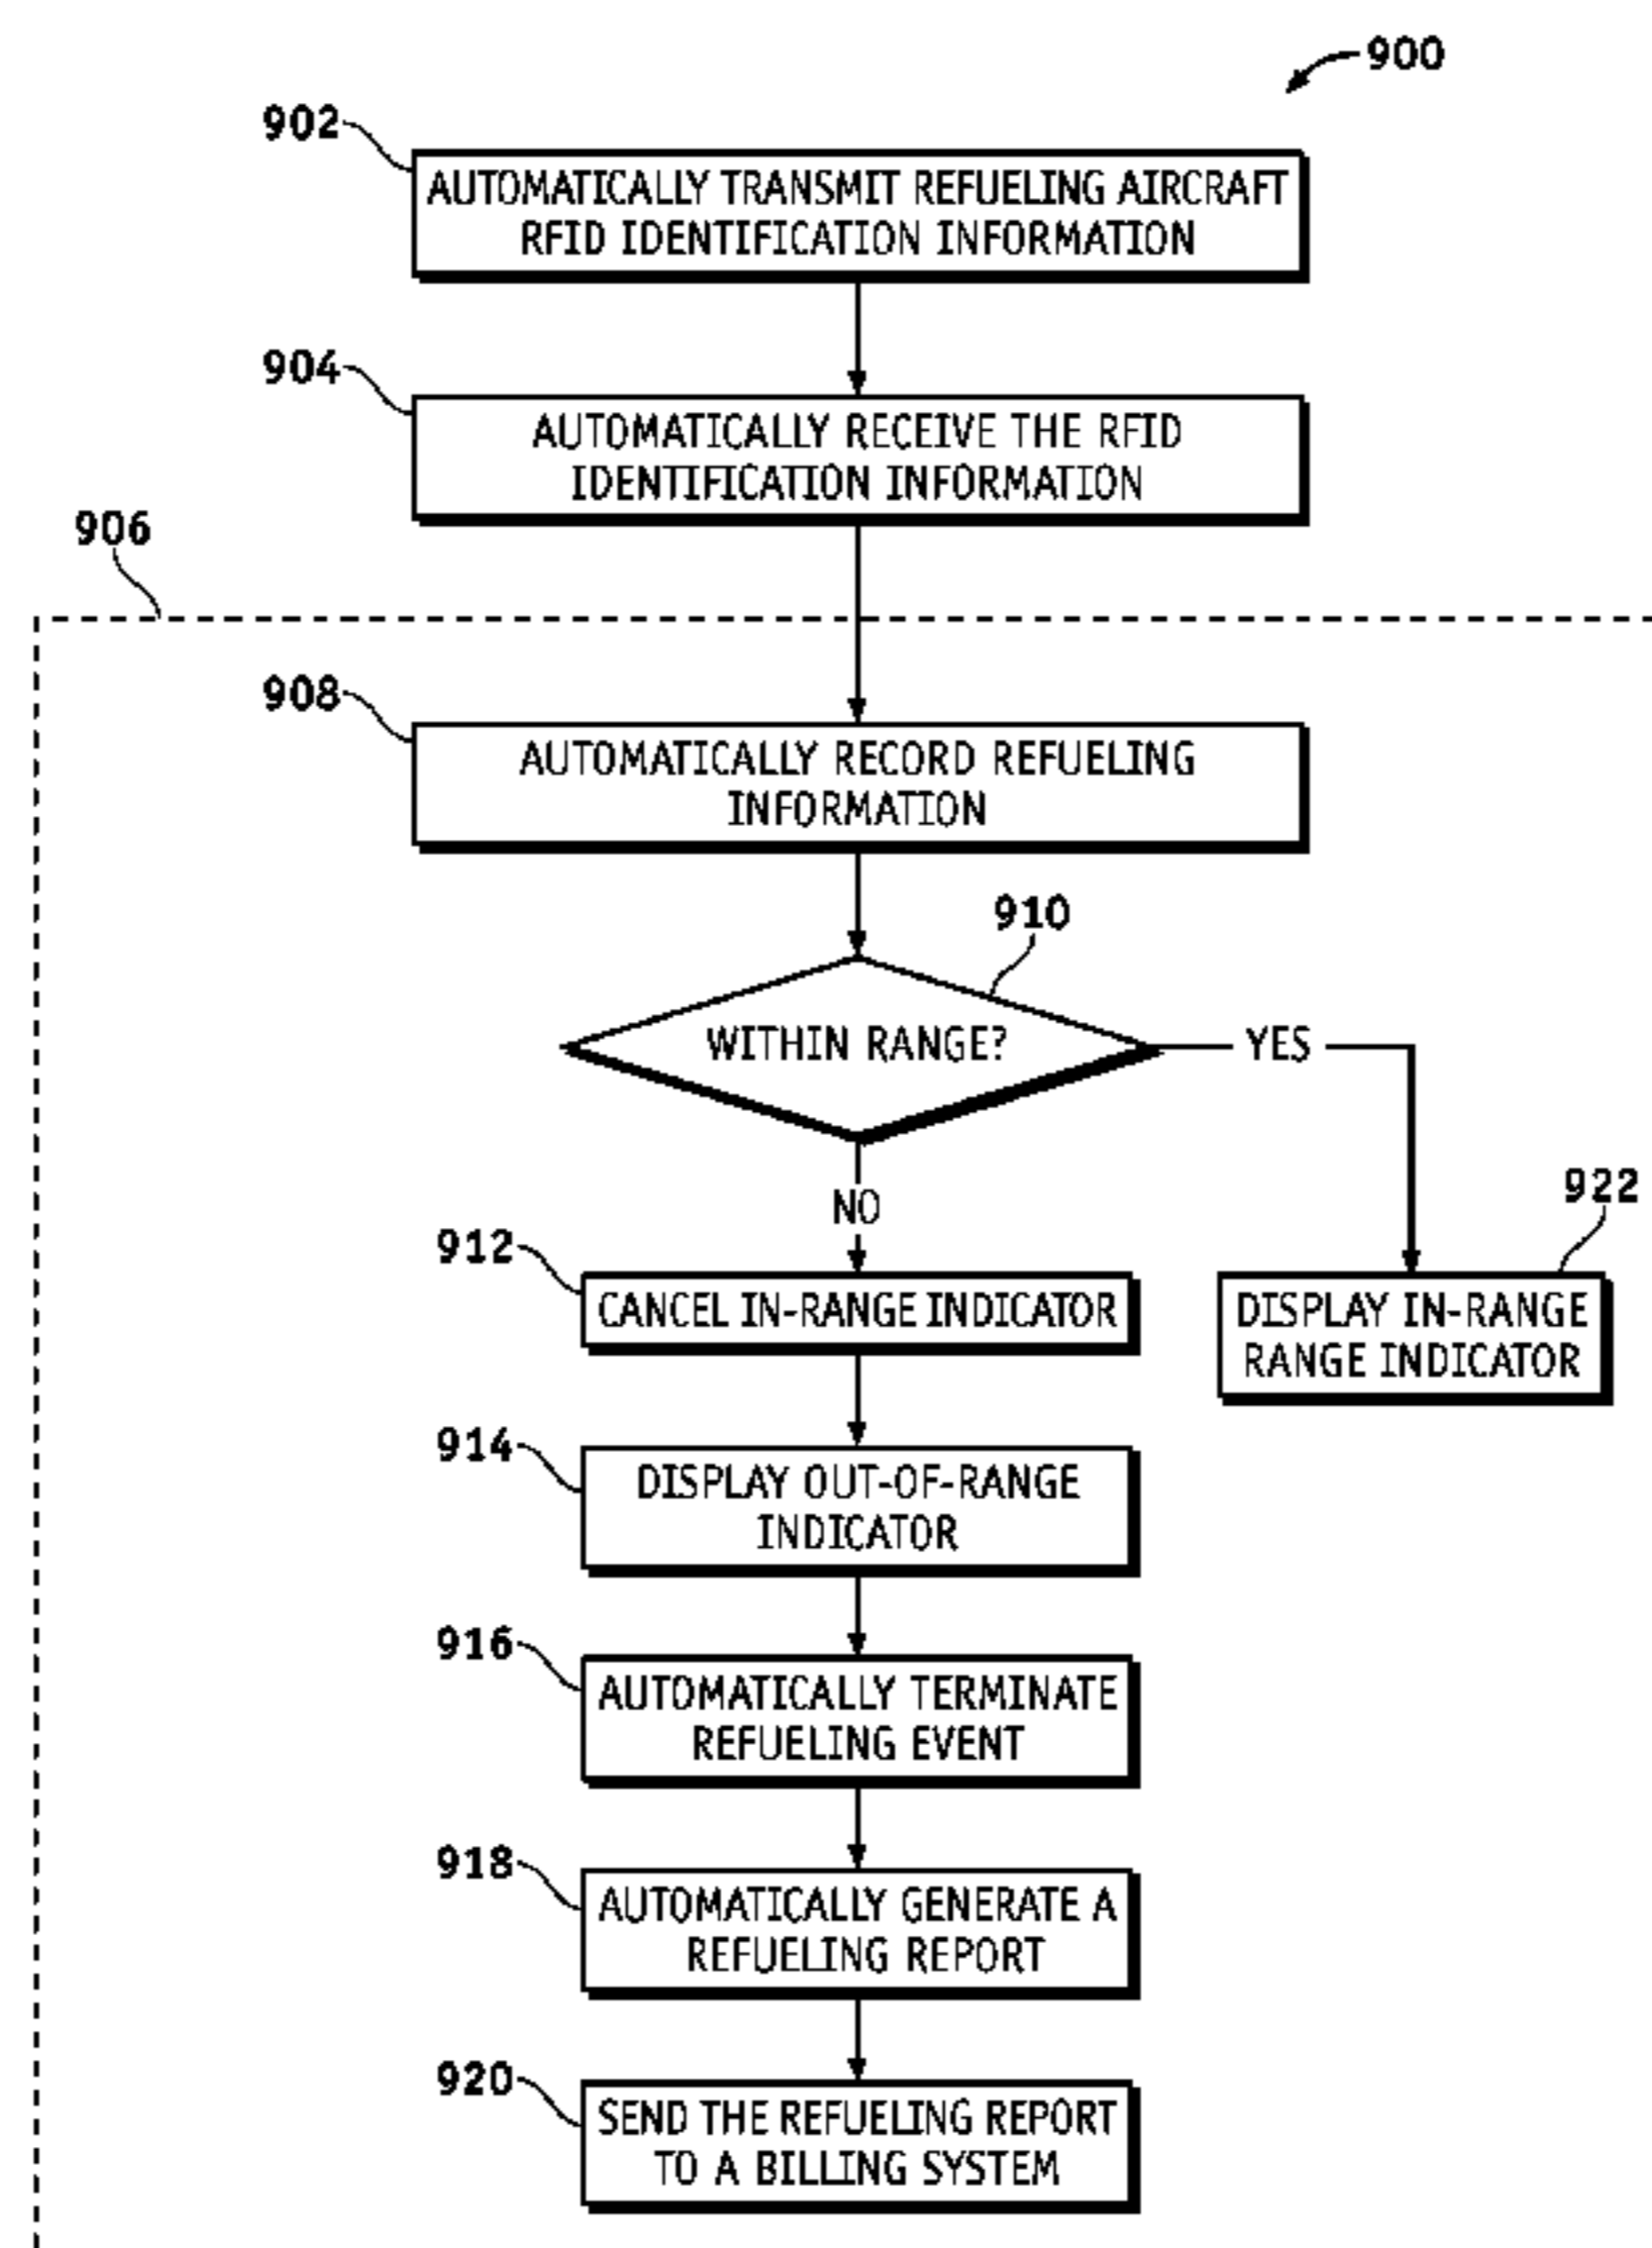 900
902
AUTOMATICALLY TRANSMIT REFUELING AIRCRAFT
RFID IDENTIFICATION INFORMATION
904
AUTOMATICALLY RECEIVE THE RFID
IDENTIFICATION INFORMATION
906
908
AUTOMATICALLY RECORD REFUELING
INFORMATION
910
WITHIN RANGE?
YES
NO
912
CANCEL IN-RANGE INDICATOR
922
DISPLAY IN-RANGE
RANGE INDICATOR
914
DISPLAY OUT-OF-RANGE
INDICATOR
916
AUTOMATICALLY TERMINATE
REFUELING EVENT
918
AUTOMATICALLY GENERATE A
REFUELING REPORT
920
SEND THE REFUELING REPORT
TO A BILLING SYSTEM